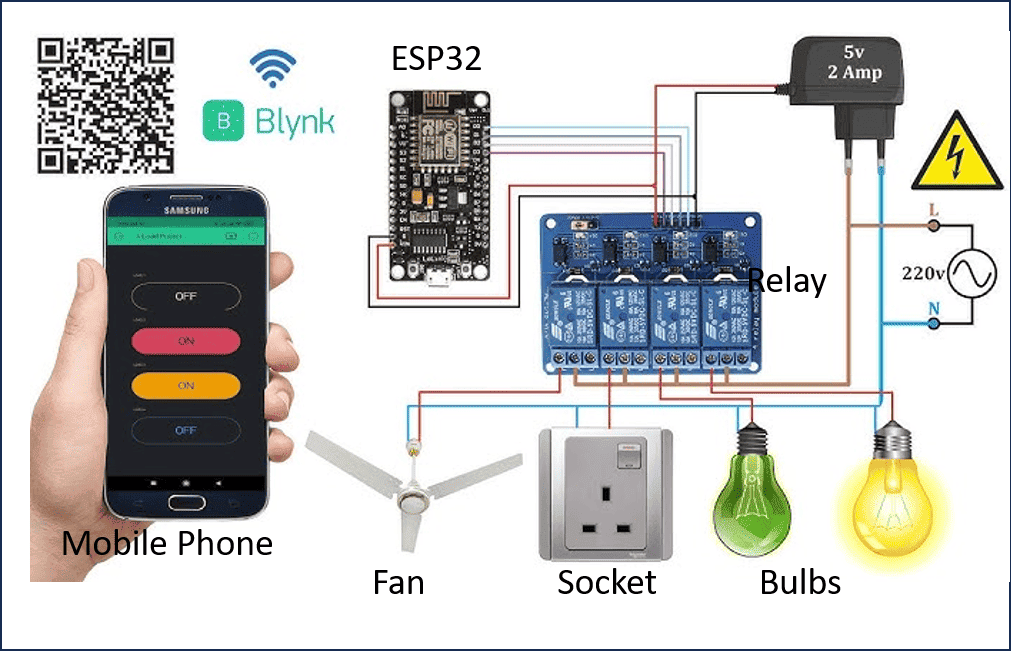 ESP32
5v
2 Amp
B Blynk
SAMSUNG
L
OFF
220v
Relay
ON
N
ON
OFF
Mobile Phone
Fan
Socket
Bulbs